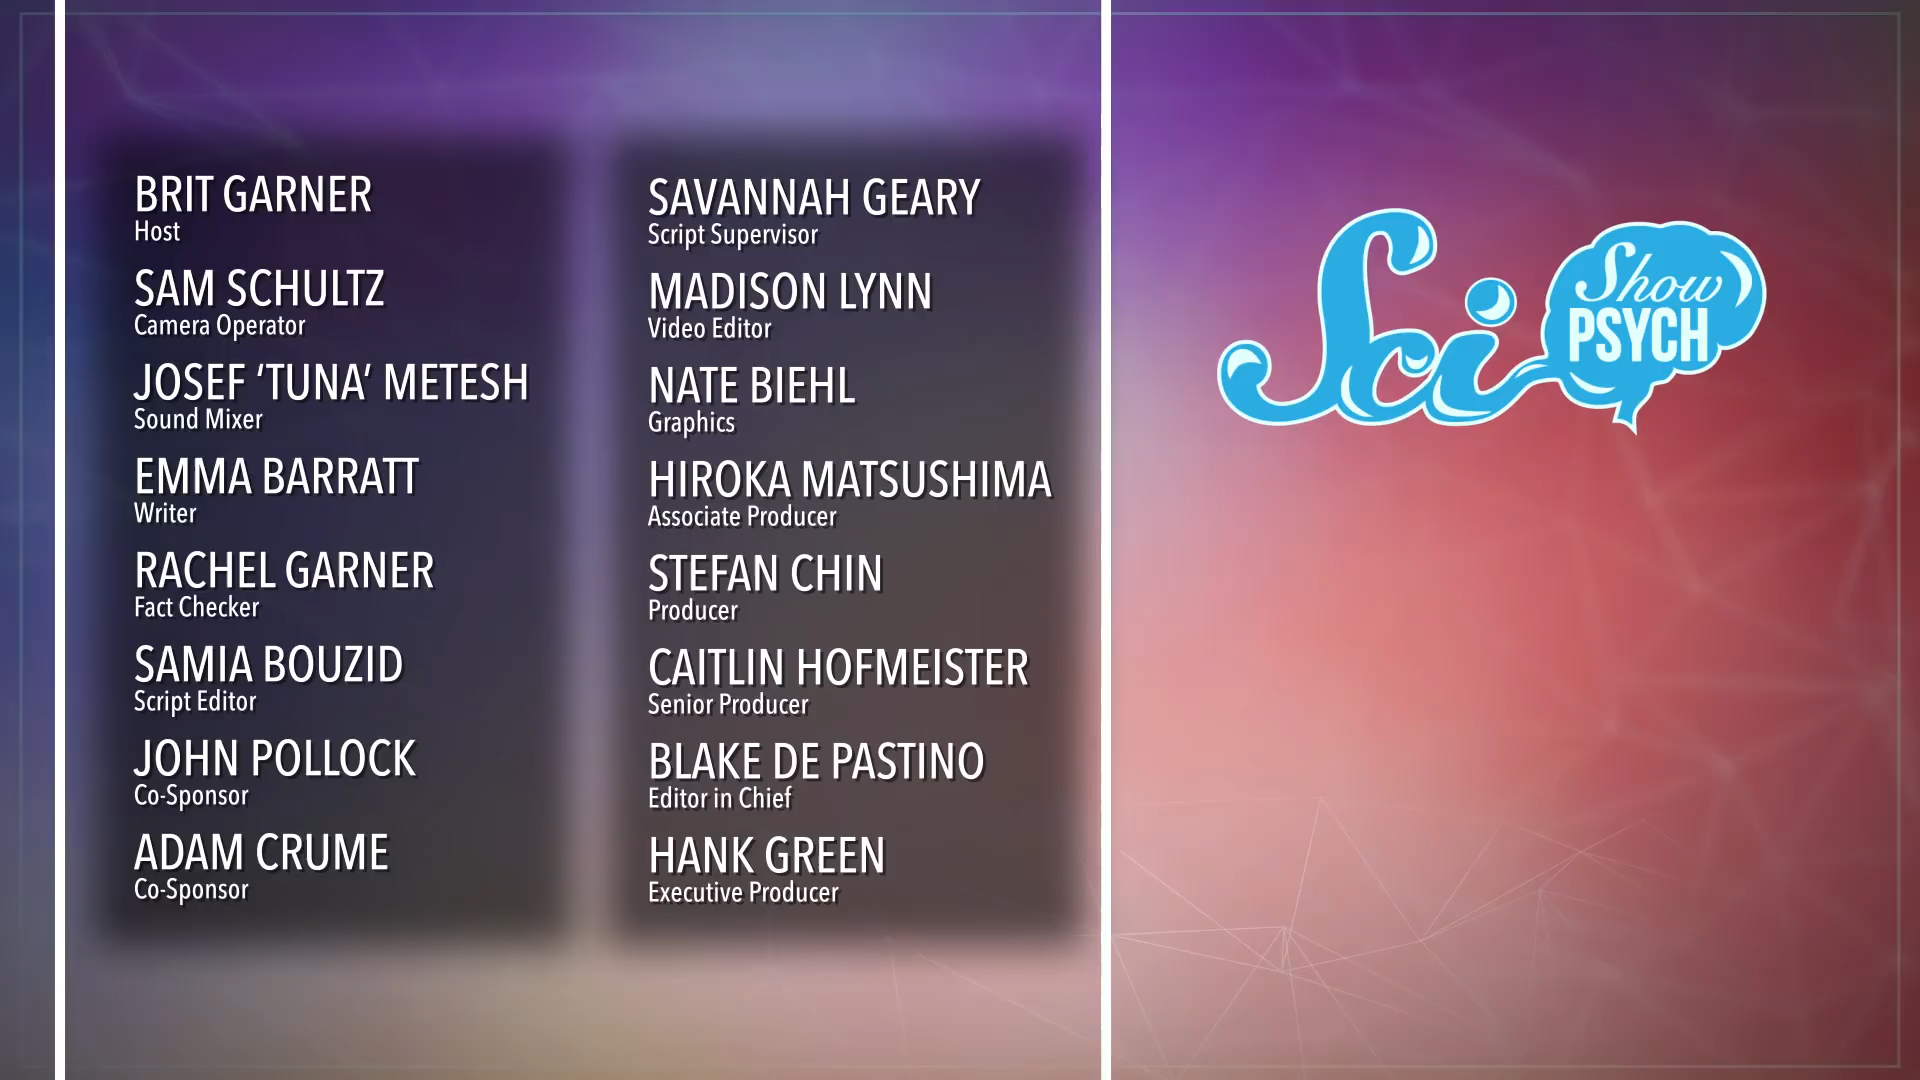 BRIT GARNER
Host
SAM SCHULTZ
Camera Operator
JOSEF ‘TUNA’ METESH
Sound Mixer
EMMA BARRATT
Writer
RACHEL GARNER
Fact Checker
SAMIA BOUZID
Script Editor
JOHN POLLOCK
Co-Sponsor
ADAM CRUME
Co-Sponsor
SAVANNAH GEARY
Script Supervisor
MADISON LYNN
Video Editor
NATE BIEHL
Graphics
HIROKA MATSUSHIMA
Associate Producer
STEFAN CHIN
Producer
CAITLIN HOFMEISTER
Senior Producer
BLAKE DE PASTINO
Editor in Chief
HANK GREEN
Executive Producer
Sci
Show
PSYCH